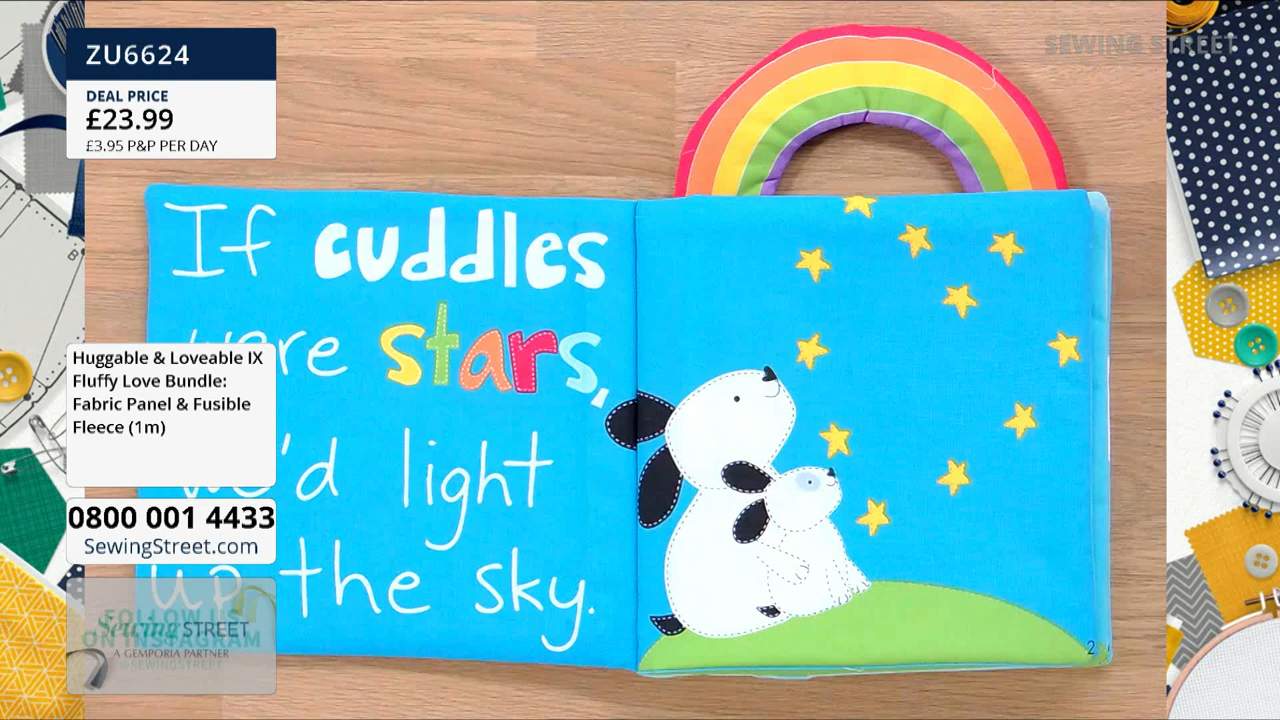 ZU6624
DEAL PRICE
£23.99
£3.95 P&P PER DAY
SEWING STREET
If cuddles
were stars,
we'd light
up the sky.
2
Huggable & Loveable IX
Fluffy Love Bundle:
Fabric Panel & Fusible
Fleece (1m)
0800 001 4433
SewingStreet.com
FOLLOW US
ON INSTAGRAM
@SEWINGSTREET
Sewing STREET
A GEMPORIA PARTNER
8